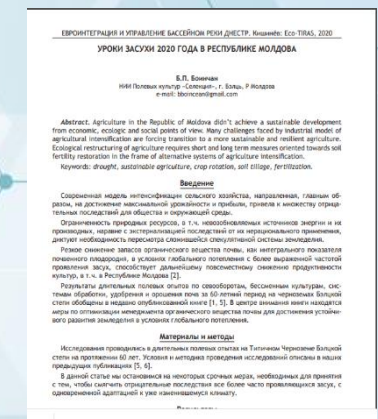 ЕВРОИНТЕГРАЦИЯ И УПРАВЛЕНИЕ БАССЕЙНОМ РЕКИ ДНЕСТР. Кишинёв: Eco-TIRAS, 2020
УРОКИ ЗАСУХИ 2020 ГОДА В РЕСПУБЛИКЕ МОЛДОВА
Б.П. Боинчан
НИИ Полевых культур «Селекция», г. Бэлць, Р Молдова
e-mail: bboincean@gmail.com
Abstract. Agriculture in the Republic of Moldova didn't achieve a sustainable development
from economic, ecologic and social points of view. Many challenges faced by industrial model of
agricultural intensification are forcing transition to a more sustainable and resilient agriculture.
Ecological restructuring of agriculture requires short and long term measures oriented towards soil
fertility restoration in the frame of alternative systems of agriculture intensification.
Keywords: drought, sustainable agriculture, crop rotation, soil tillage, fertilization.
Введение
Современная модель интенсификации сельского хозяйства, направленная, главным об-
разом, на достижение максимальной урожайности и прибыли, привела к множеству отрица-
тельных последствий для общества и окружающей среды.
Ограниченность природных ресурсов, в т.ч. невозобновляемых источников энергии и их
производных, наравне с экстернализацией последствий от их нерационального применения,
диктуют необходимость пересмотра сложившейся спекулятивной системы земледелия.
Резкое снижение запасов органического вещества почвы, как интегрального показателя
почвенного плодородия, в условиях глобального потепления с более выраженной частотой
проявления засух, способствует дальнейшему повсеместному снижению продуктивности
культур, в т.ч. в Республике Молдова [2].
Результаты длительных полевых опытов по севооборотам, бессменным культурам, сис-
темам обработки, удобрения и орошения почв за 60-летний период на черноземах Бэлцкой
степи обобщены в недавно опубликованной книге [1, 5]. В центре внимания книги находятся
меры по оптимизации менеджмента органического вещества почвы для достижения устойчи-
вого развития земледелия в условиях глобального потепления.
Материалы и методы
Исследования проводились в длительных полевых опытах на Типичном Черноземе Бэлцкой
степи на протяжении 60 лет. Условия и методика проведения исследований описаны в наших
предыдущих публикациях [5, 6].
В данной статье мы остановимся на некоторых срочных мерах, необходимых для принятия
с тем, чтобы смягчить отрицательные последствия все более часто проявляющихся засух, с
одновременной адаптацией к уже изменившемуся климату.